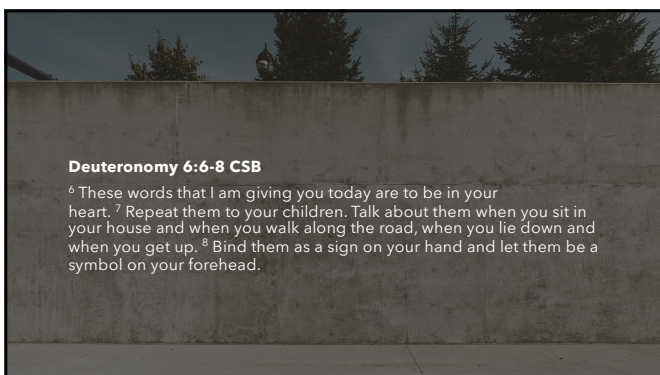 Deuteronomy 6:6-8 CSB
6 These words that I am giving you today are to be in your
heart. 7 Repeat them to your children. Talk about them when you sit in
your house and when you walk along the road, when you lie down and
when you get up. 8 Bind them as a sign on your hand and let them be a
symbol on your forehead.